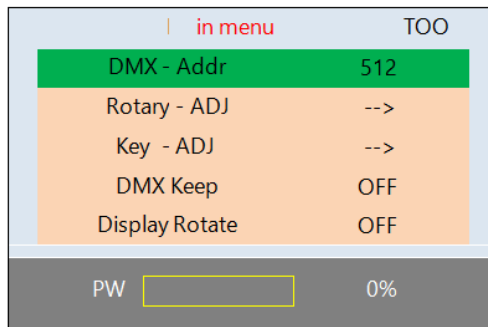 in menu TOO
DMX - Addr 512
Rotary - ADJ -->
Key - ADJ -->
DMX Keep OFF
Display Rotate OFF
PW 0%